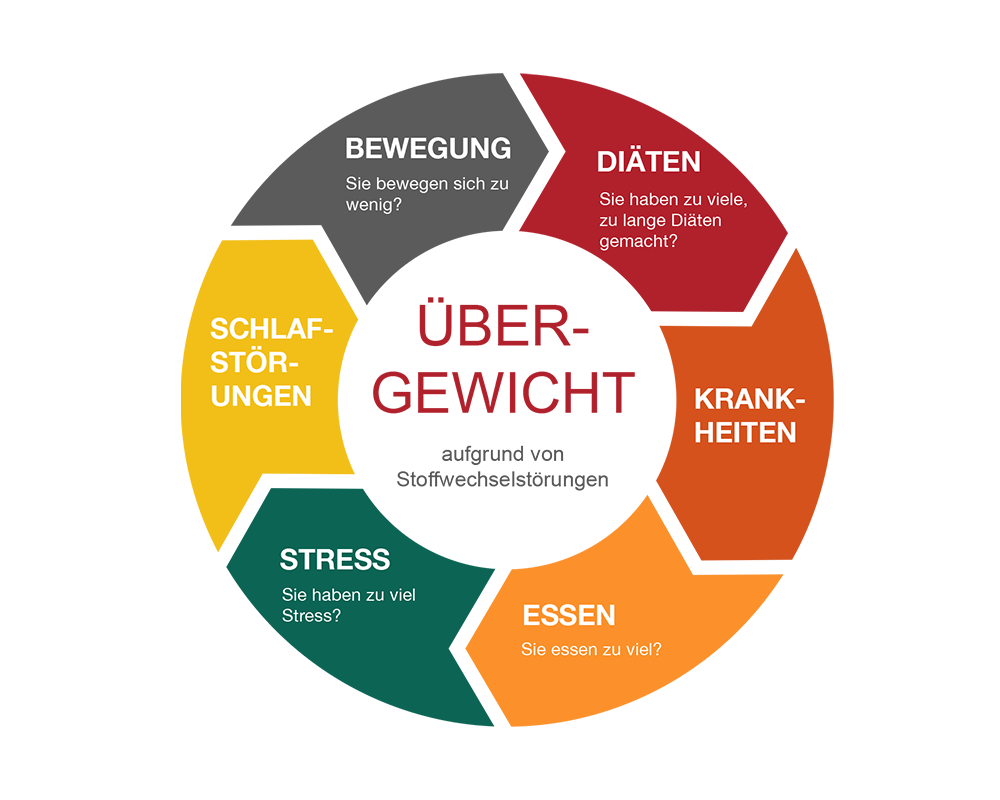 BEWEGUNG
Sie bewegen sich zu
wenig?
DIÄTEN
Sie haben zu viele,
zu lange Diäten
gemacht?
SCHLAF-
STÖR-
UNGEN
ÜBER-
GEWICHT
aufgrund von
Stoffwechselstörungen
KRANK-
HEITEN
STRESS
Sie haben zu viel
Stress?
ESSEN
Sie essen zu viel?